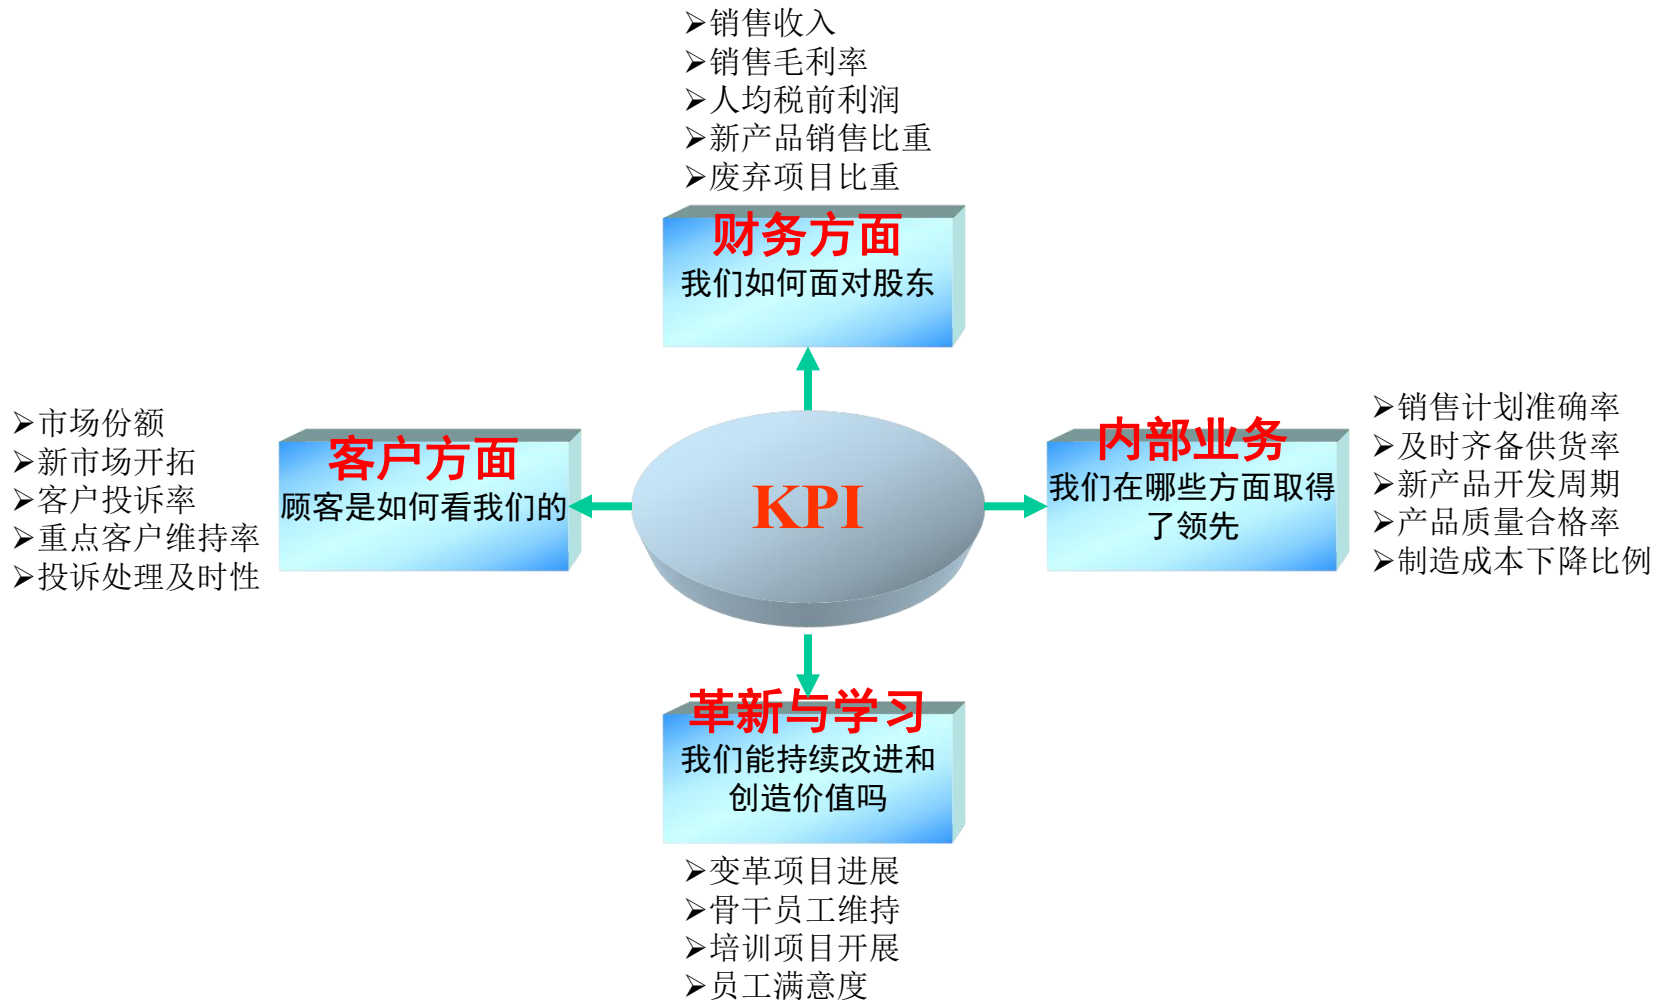 ➢销售收入
➢销售毛利率
➢人均税前利润
➢新产品销售比重
➢废弃项目比重
财务方面
我们如何面对股东
➢市场份额
➢新市场开拓
➢客户投诉率
➢重点客户维持率
➢投诉处理及时性
客户方面
顾客是如何看我们的
KPI
内部业务
我们在哪些方面取得
了领先
➢销售计划准确率
➢及时齐备供货率
➢新产品开发周期
➢产品质量合格率
➢制造成本下降比例
革新与学习
我们能持续改进和
创造价值吗
➢变革项目进展
➢骨干员工维持
➢培训项目开展
➢员工满意度